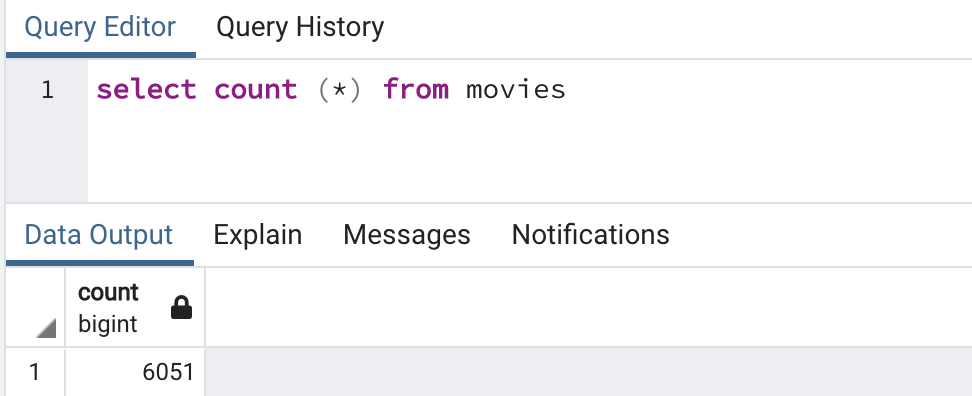 Query Editor Query History
1 select count (*) from movies
Data Output Explain Messages Notifications
count
bigint
1 6051